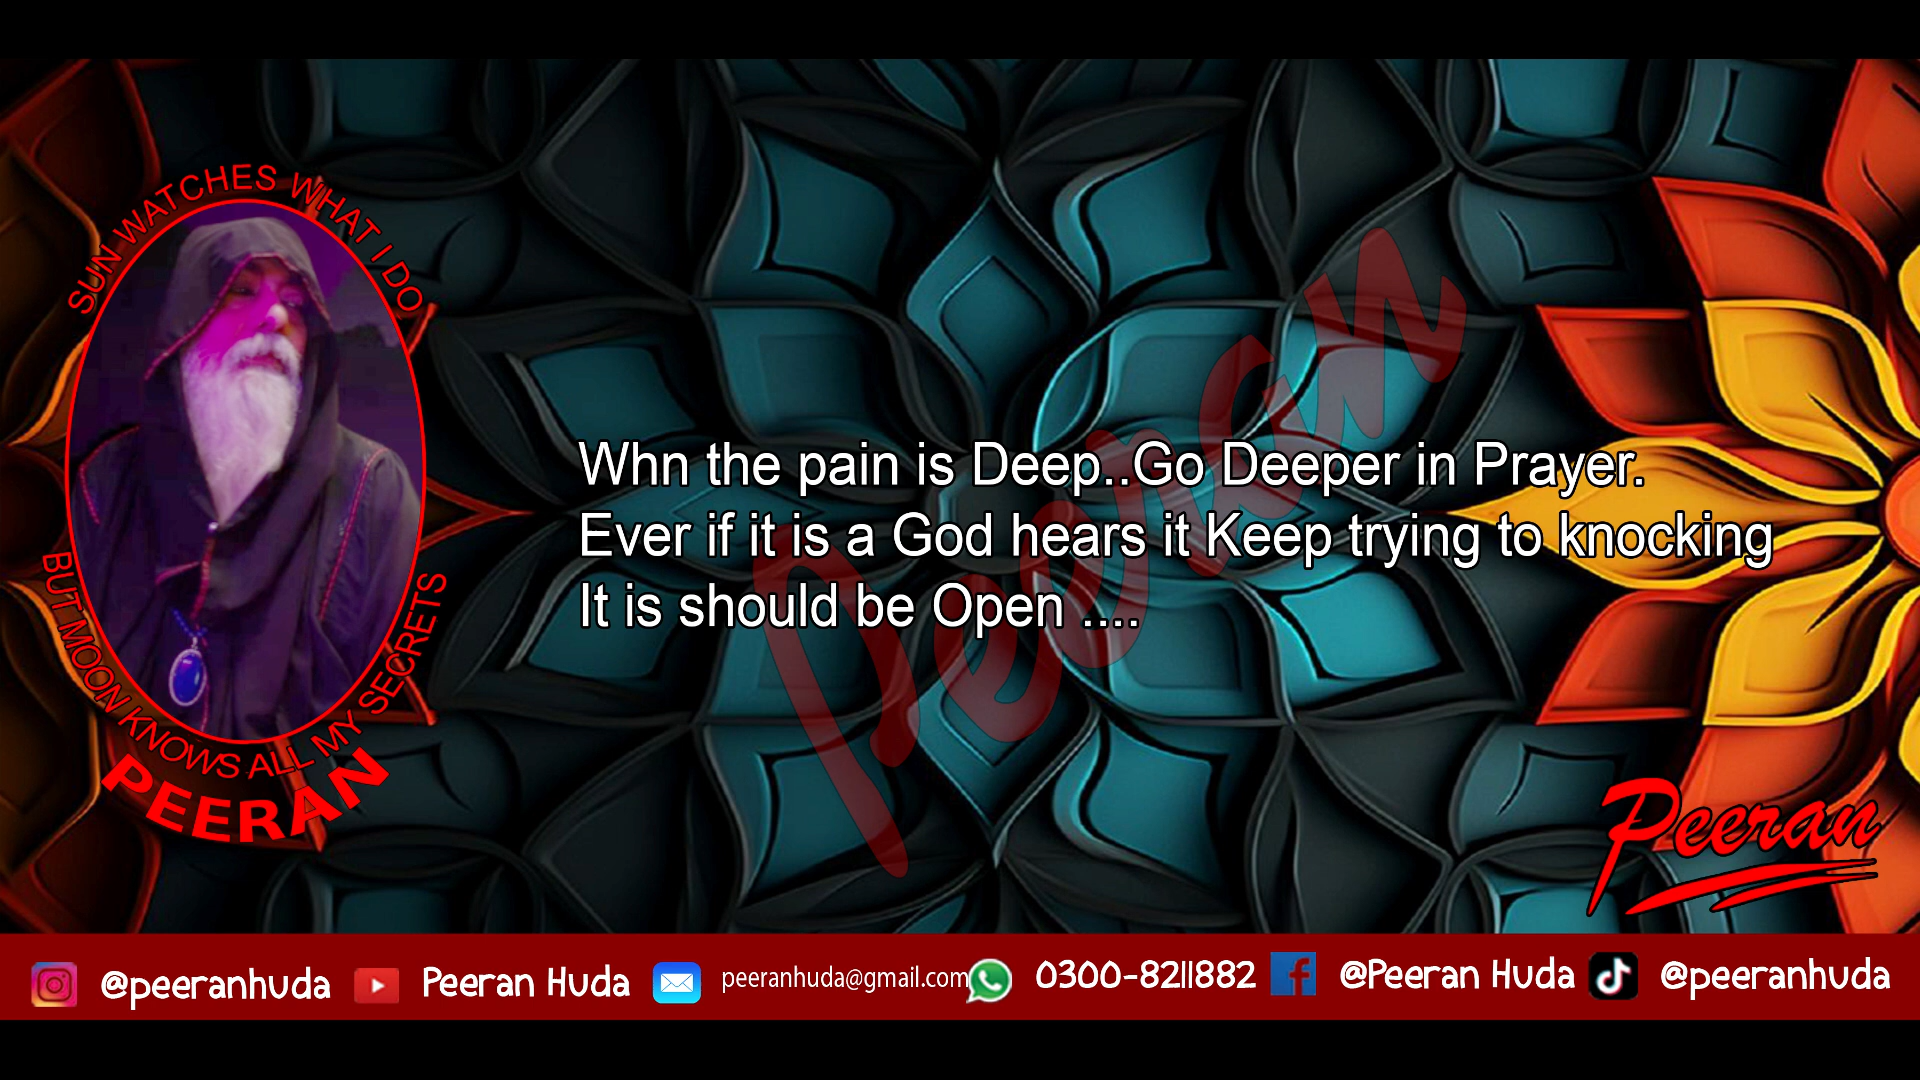 SUN WATCHES WHAT I DO
BUT MOON KNOWS ALL MY SECRETS
PEERAN
Whn the pain is Deep..Go Deeper in Prayer.
Ever if it is a God hears it Keep trying to knocking
It is should be Open ....
Peeran
Peeran
@peeranhuda Peeran Huda peeranhuda@gmail.com 0300-8211882 @Peeran Huda @peeranhuda